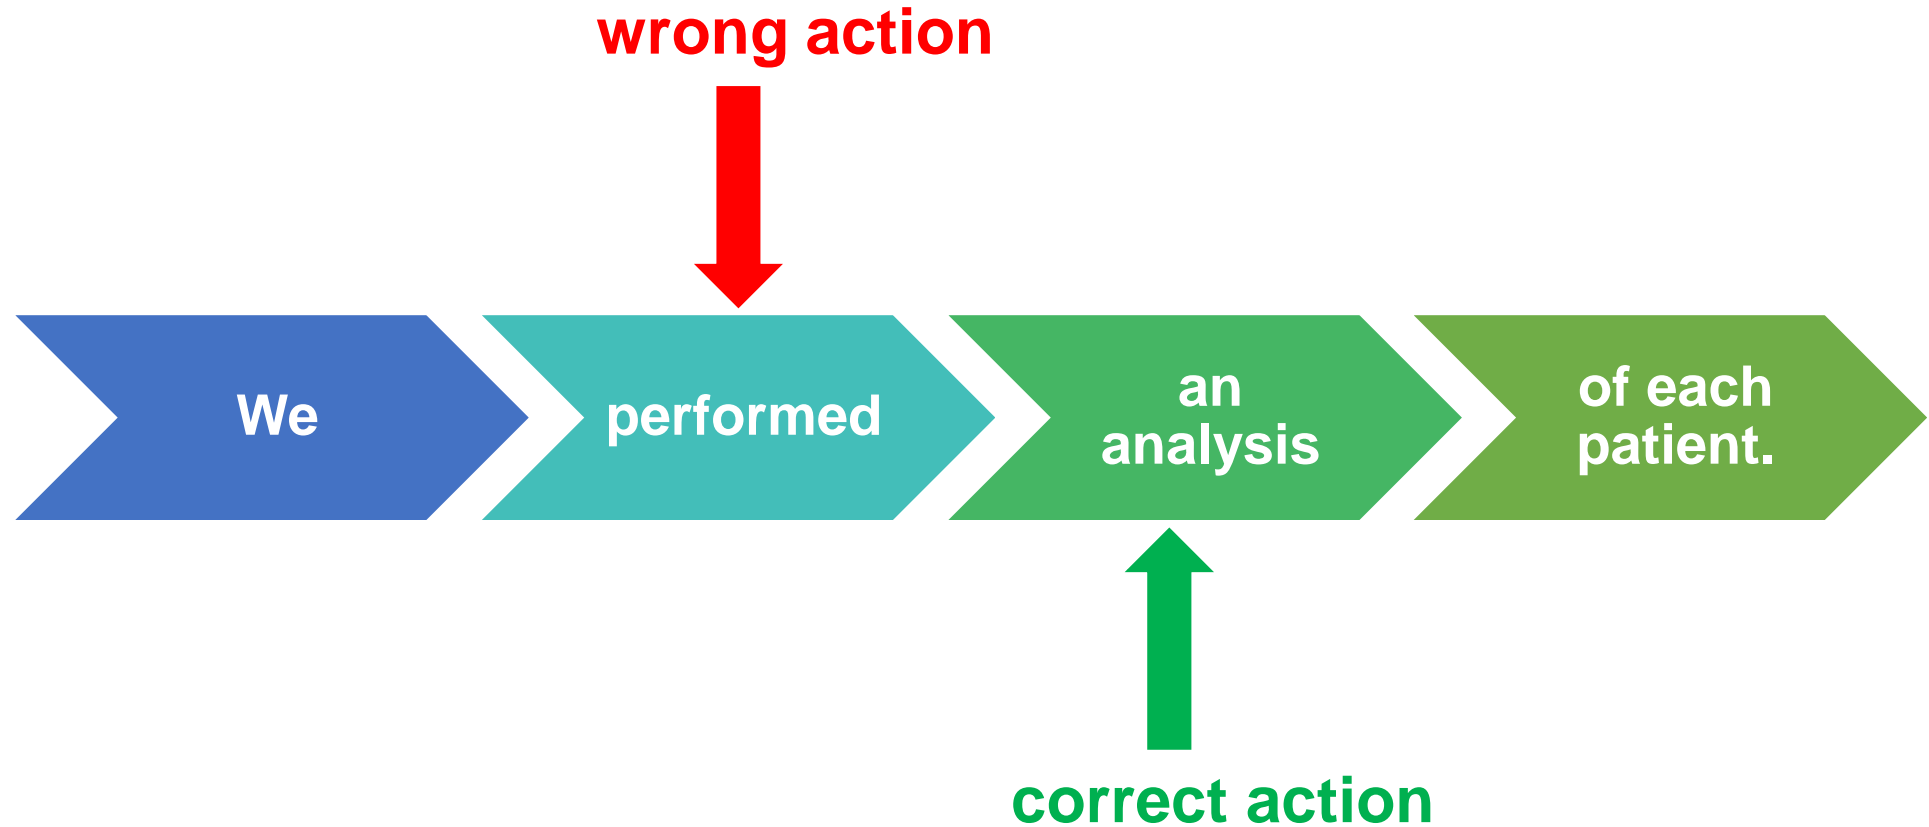 wrong action
We
performed
an
analysis
of each
patient.
correct action